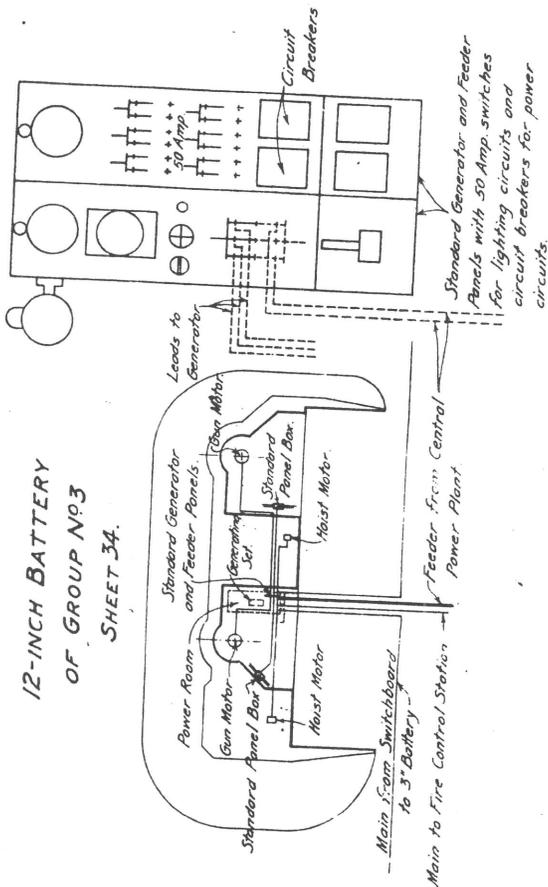 12-INCH BATTERY
OF GROUP Nº3
SHEET 34.
Circuit
Breakers
50 Amp.
Standard Generator and Feeder
Panels with 50 Amp. switches
for lighting circuits and
circuit breakers for power
circuits.
Leads to
Generator
Standard Generator
and Feeder Panels.
Power Room
Gun Motor
Standard Panel Box
Generating
Set.
Gun Motor.
Standard
Panel Box.
Hoist Motor
Hoist Motor.
Feeder From Central
Power Plant.
Main from Switchboard
to 3" Battery
Main to Fire Control Station